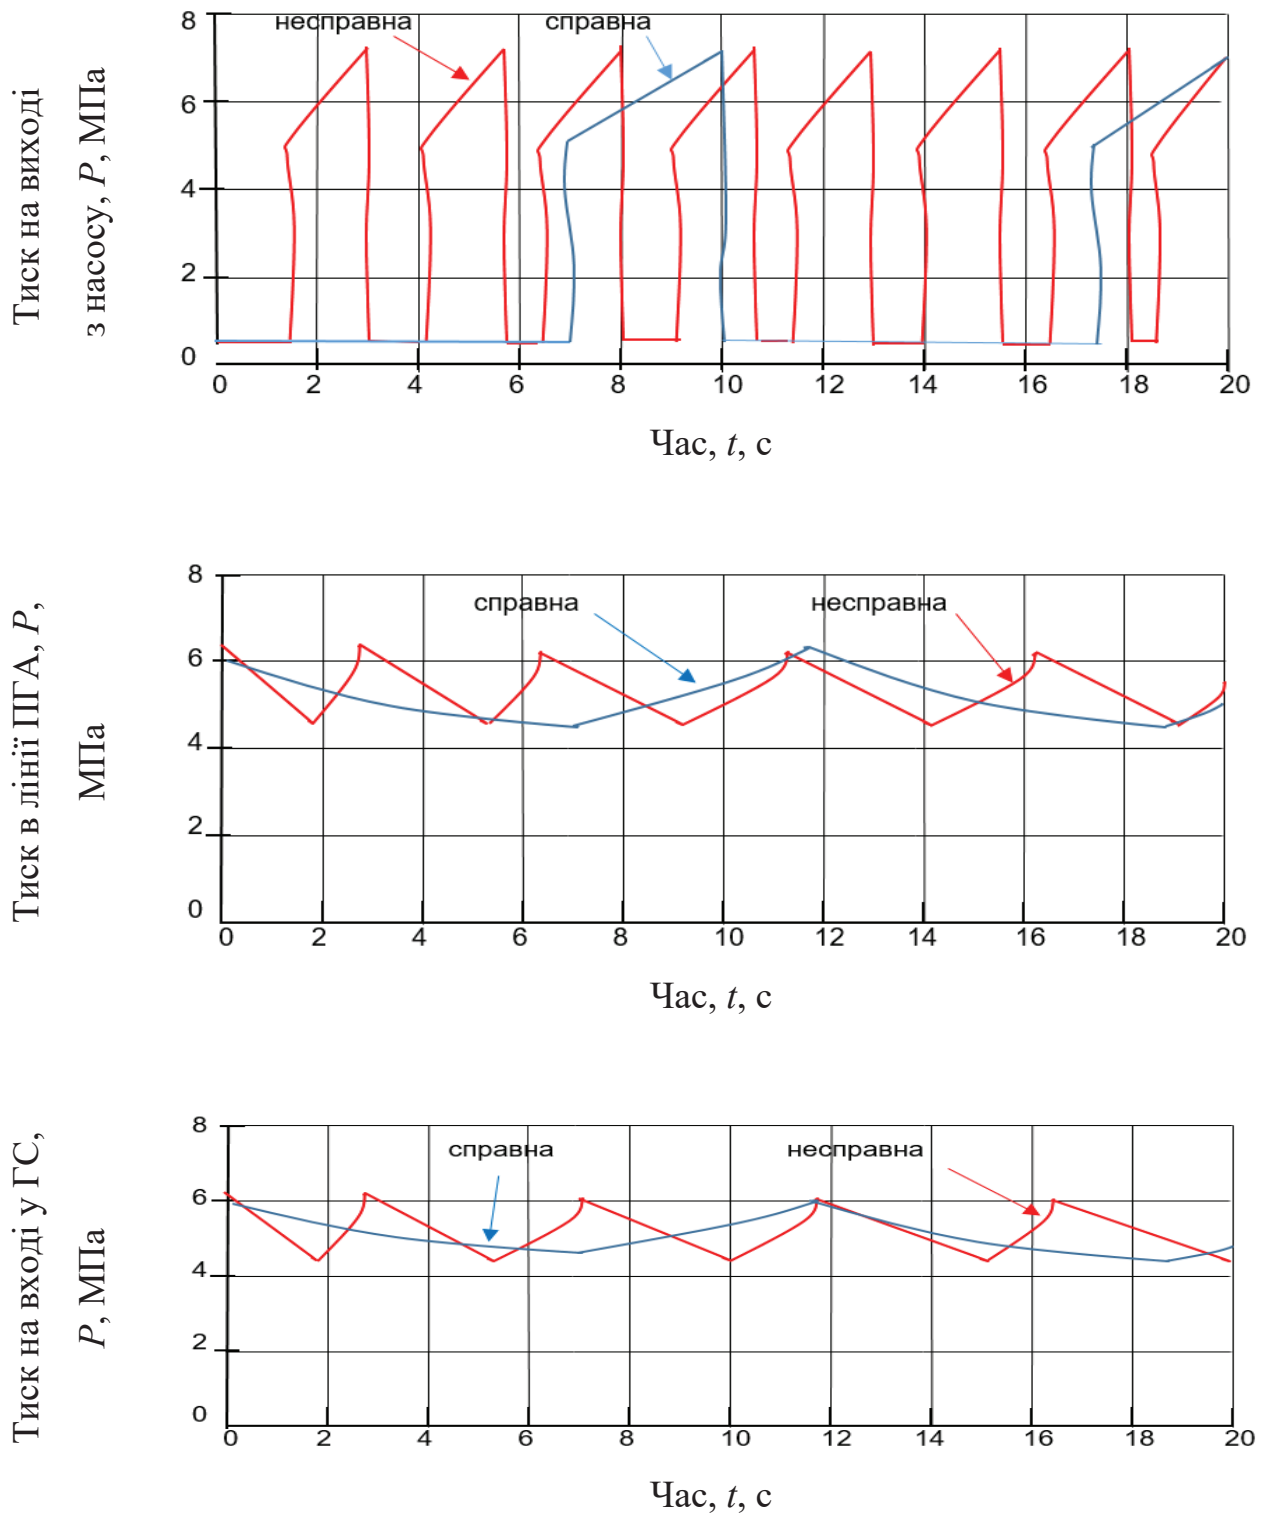 Тиск на виході
з насосу, P, МПа
несправна
справна
8
6
4
2
0
0 2 4 6 8 10 12 14 16 18 20
Час, t, с
Тиск в лінії ПГА, P,
МПа
справна
несправна
8
6
4
2
0
0 2 4 6 8 10 12 14 16 18 20
Час, t, с
Тиск на вході у ГС,
P, МПа
справна
несправна
8
6
4
2
0
0 2 4 6 8 10 12 14 16 18 20
Час, t, с